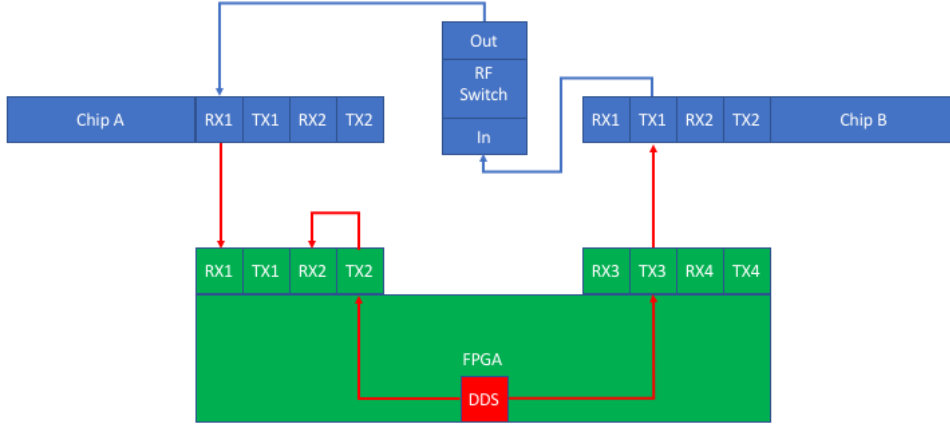 Out
RF
Switch
In
Chip A RX1 TX1 RX2 TX2
RX1 TX1 RX2 TX2 Chip B
RX1 TX1 RX2 TX2
RX3 TX3 RX4 TX4
FPGA
DDS